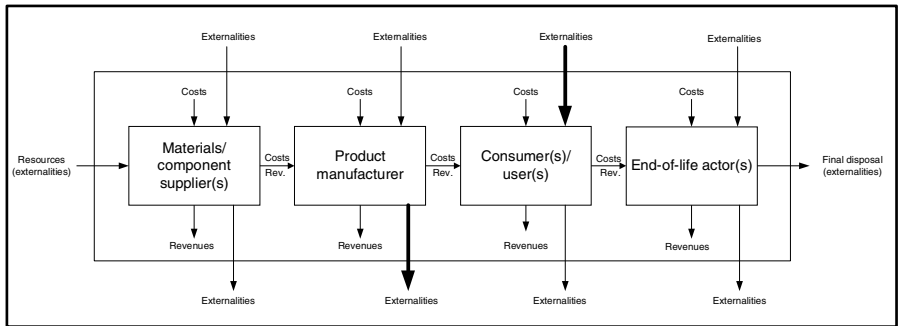 Externalities
Externalities
Externalities
Externalities
Costs
Costs
Costs
Costs
Resources
(externalities)
Materials/
component
supplier(s)
Costs
Rev.
Product
manufacturer
Costs
Rev.
Consumer(s)/
user(s)
Costs
Rev.
End-of-life actor(s)
Final disposal
(externalities)
Revenues
Revenues
Revenues
Revenues
Externalities
Externalities
Externalities
Externalities